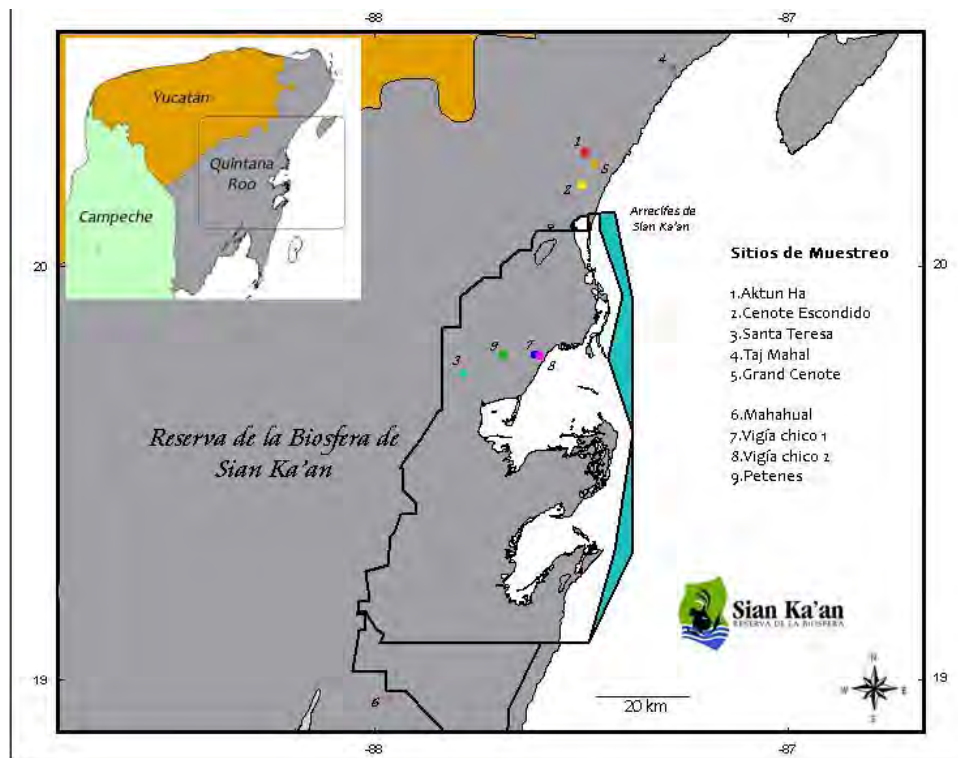 -88
-87
Yucatán
Quintana
Roo
Campeche
4
1
5
2
Arrecifes de
Sian Ka'an
20
20
Sitios de Muestreo
1.Aktun Ha
2.Cenote Escondido
3.Santa Teresa
4.Taj Mahal
5.Grand Cenote
6.Mahahual
7.Vigía chico 1
8.Vigía chico 2
9.Petenes
9
7
8
3
Reserva de la Biosfera de
Sian Ka'an
Sian Ka'an
RESERVA DE LA BIOSFERA
N
W
E
S
19
19
6
20 km
-88
-87